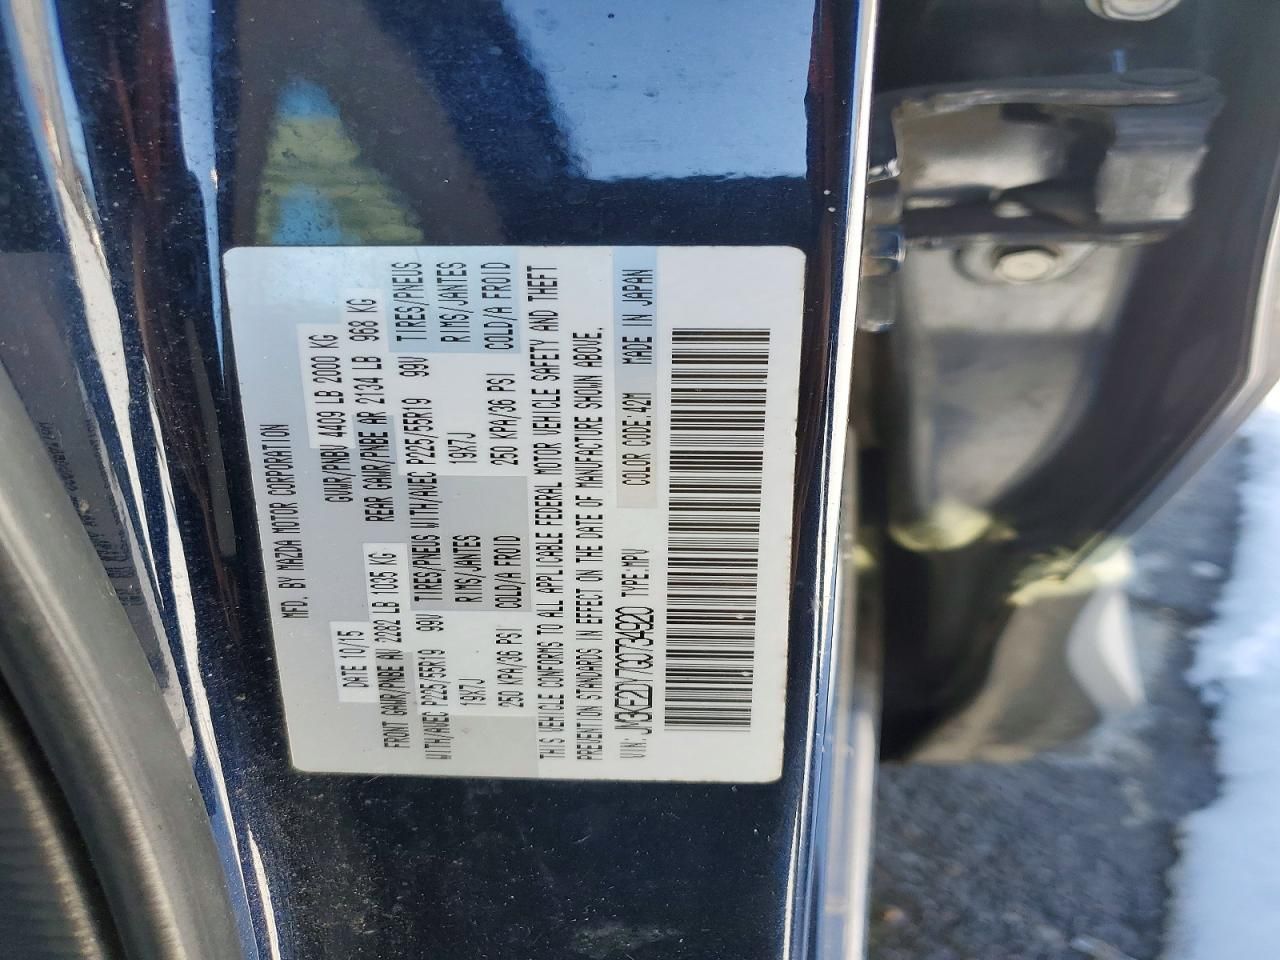 MFD. BY MAZDA MOTOR CORPORATION
DATE 10/15 GVWR/PNBV 4409 LB 2000 KG
FRONT GAWR/PNBE AV 2282 LB 1035 KG REAR GAWR/PNBE AR 2134 LB 968 KG
WITH/AVEC P225/55R19 99V TIRES/PNEUS WITH/AVEC P225/55R19 99V TIRES/PNEUS
19X7J RIMS/JANTES 19X7J RIMS/JANTES
250 KPA/36 PSI COLD/A FROID 250 KPA/36 PSI COLD/A FROID
THIS VEHICLE CONFORMS TO ALL APPLICABLE FEDERAL MOTOR VEHICLE SAFETY AND THEFT
PREVENTION STANDARDS IN EFFECT ON THE DATE OF MANUFACTURE SHOWN ABOVE.
VIN: JM3KE2DY7G0734920 TYPE:MPV COLOR CODE:42M MADE IN JAPAN